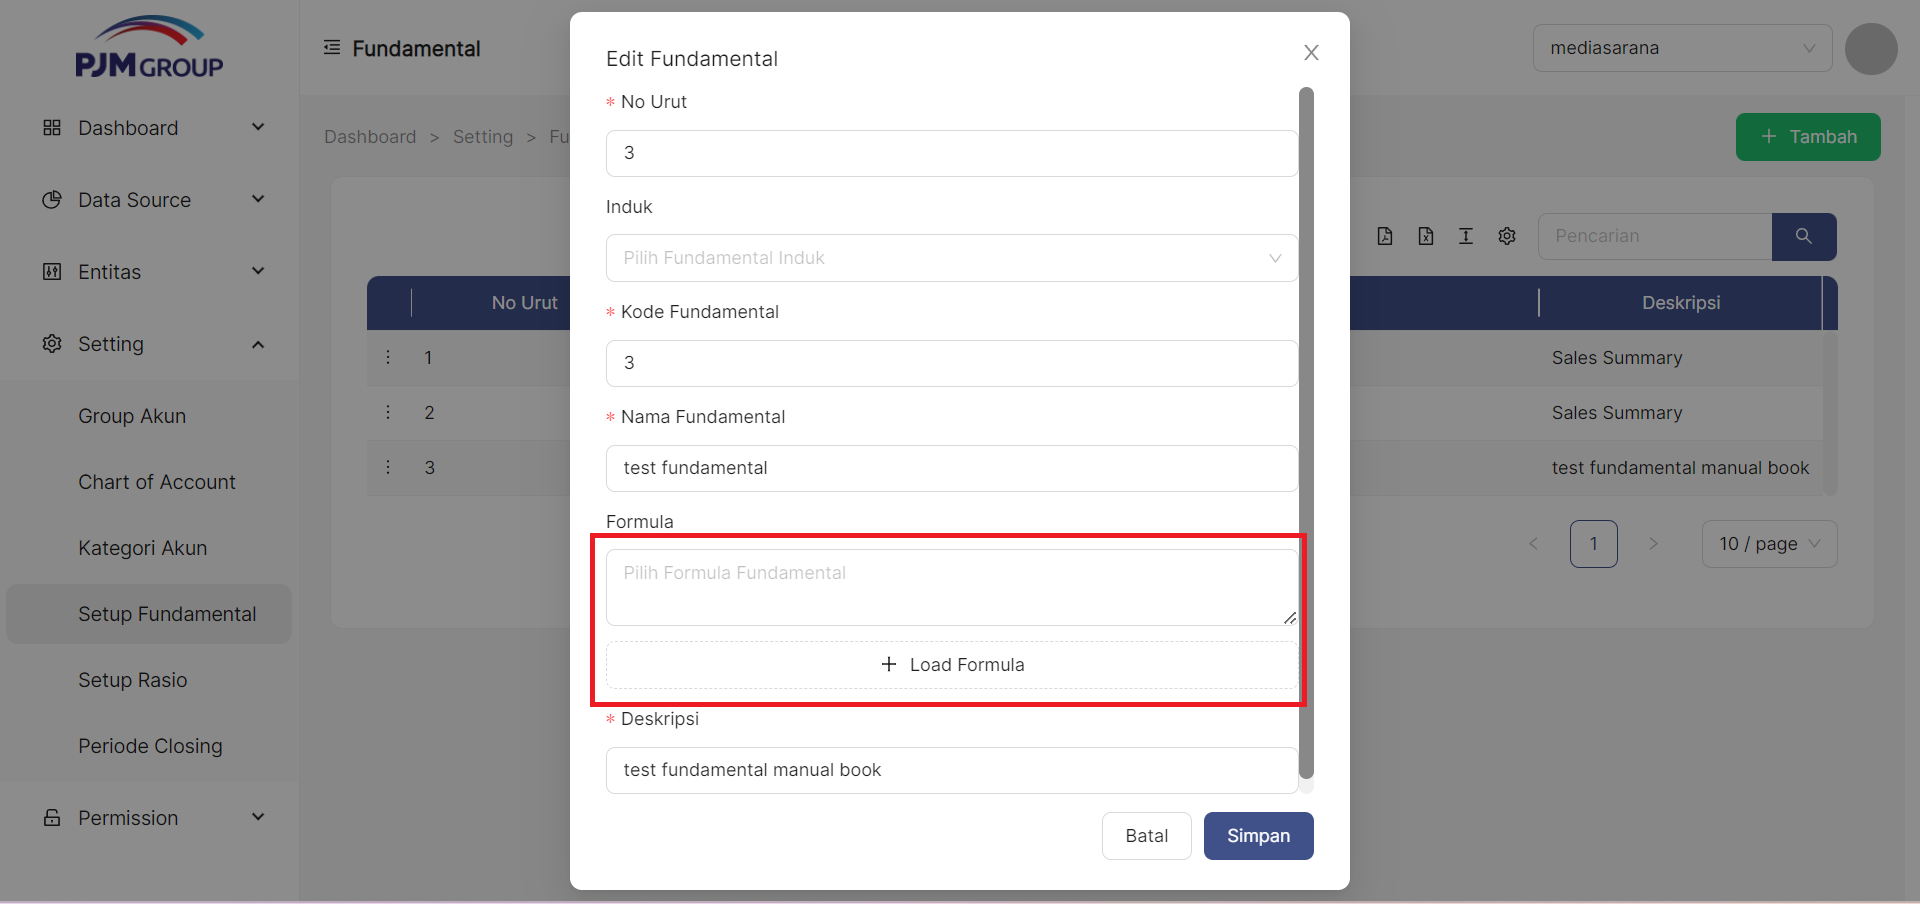 PJMGROUP
Dashboard
Data Source
Entitas
Setting
Group Akun
Chart of Account
Kategori Akun
Setup Fundamental
Setup Rasio
Periode Closing
Permission
Fundamental
mediasarana
Dashboard > Setting > Fu
+ Tambah
Pencarian
No Urut
Deskripsi
1
Sales Summary
2
Sales Summary
3
test fundamental manual book
< 1 >
10 / page
Edit Fundamental
* No Urut
3
Induk
Pilih Fundamental Induk
* Kode Fundamental
3
* Nama Fundamental
test fundamental
Formula
Pilih Formula Fundamental
+ Load Formula
* Deskripsi
test fundamental manual book
Batal
Simpan